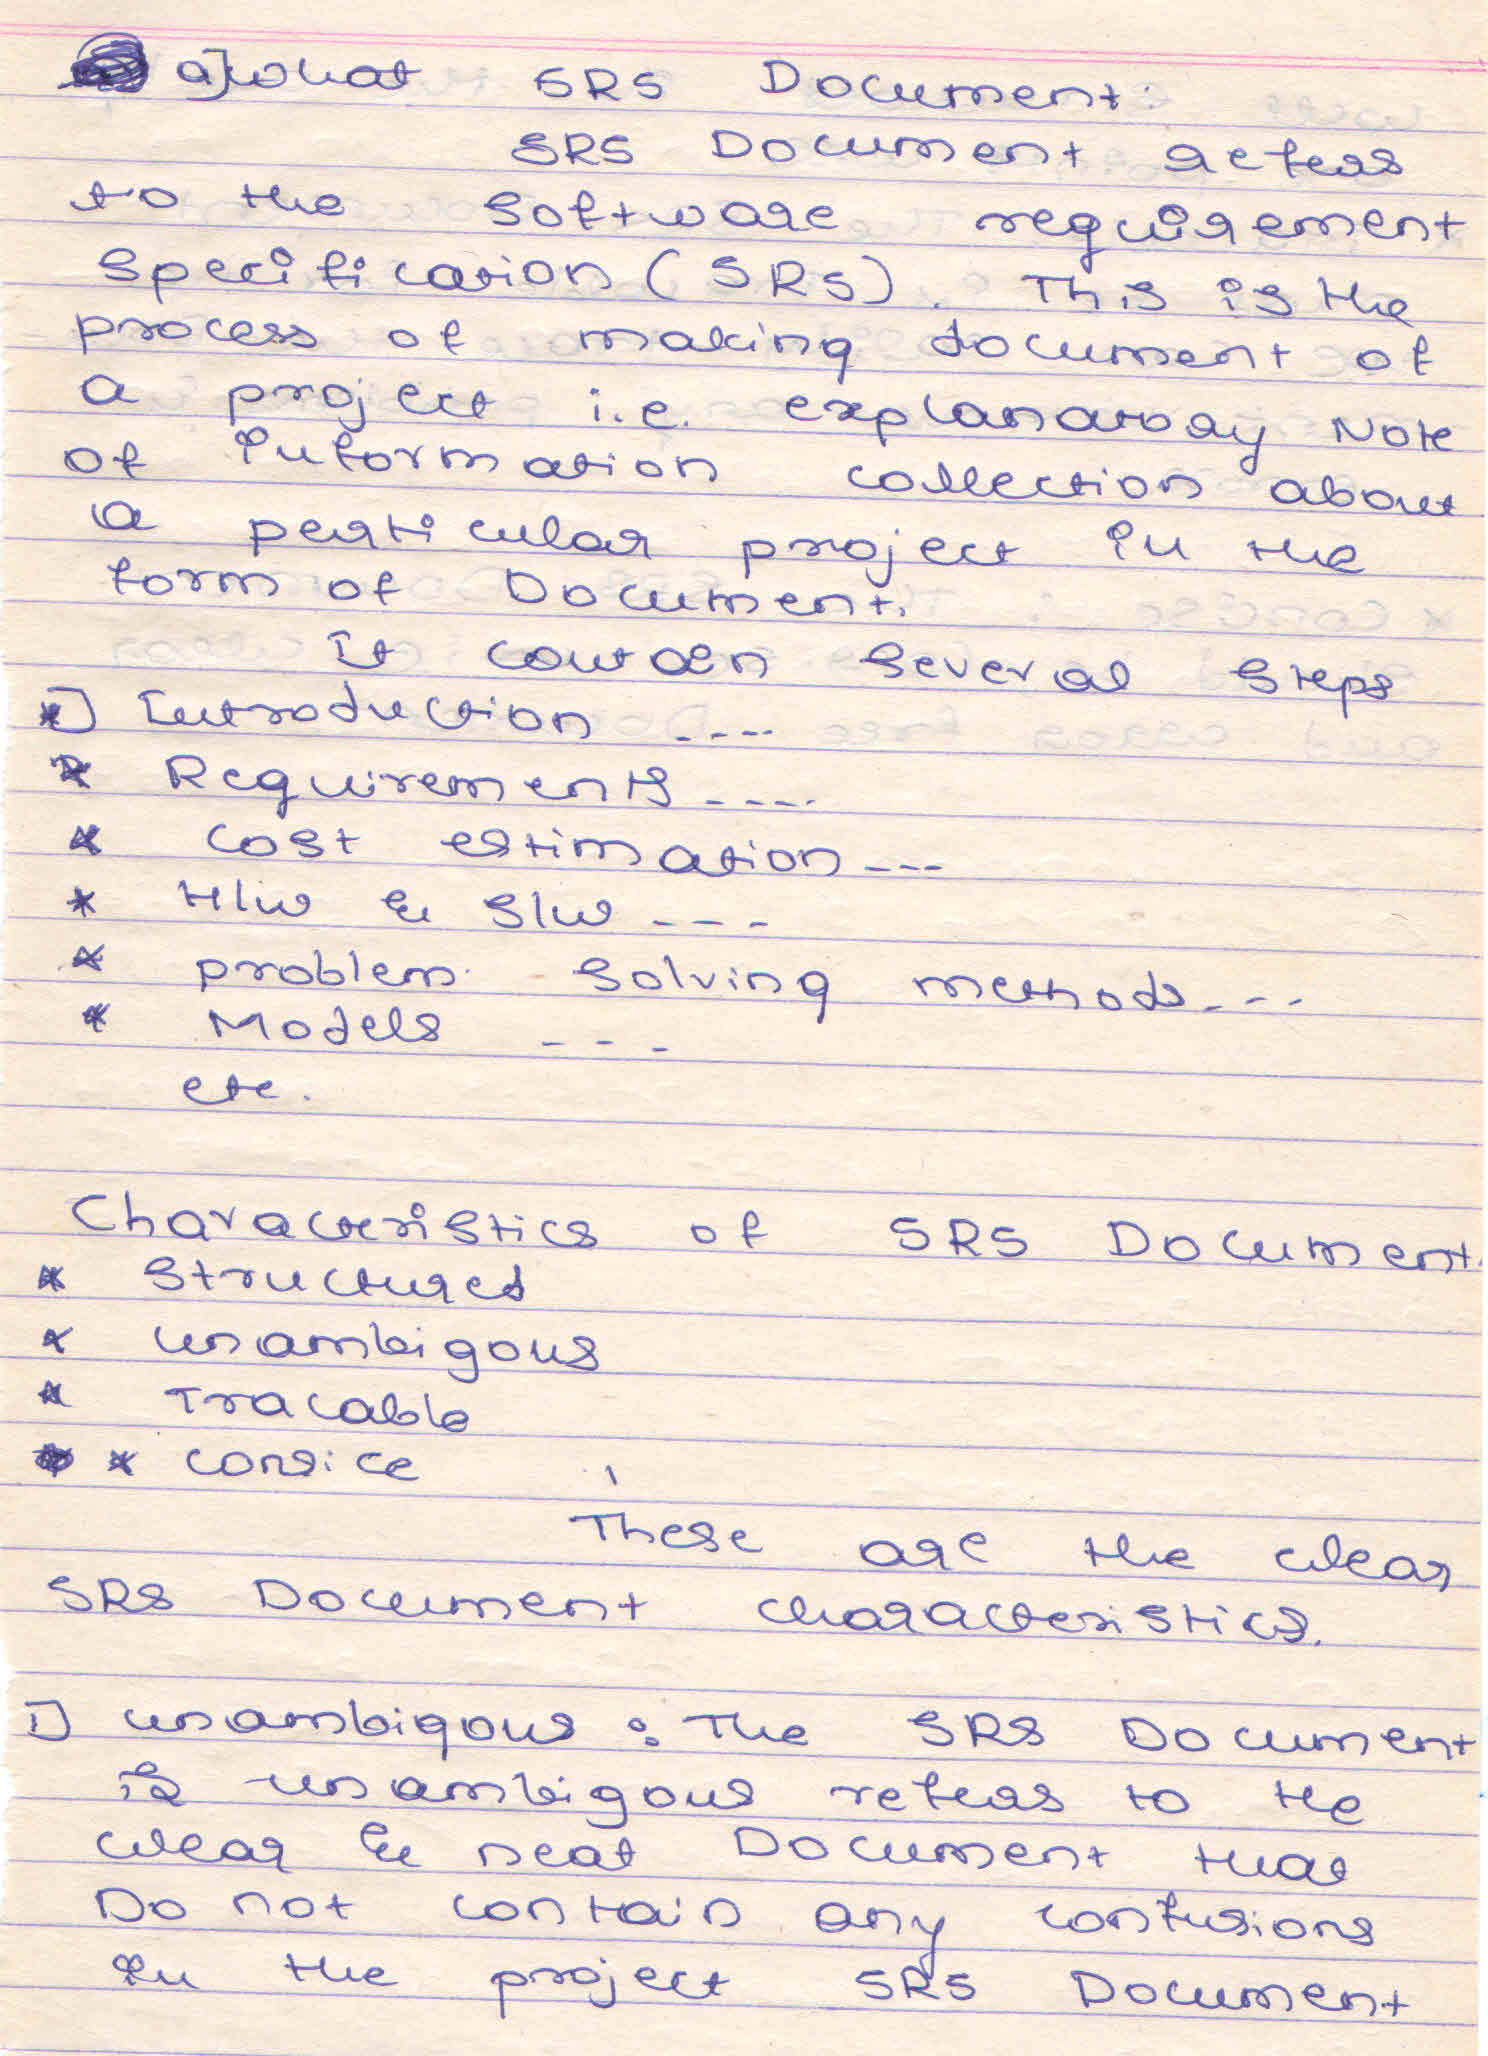 a] what SRS Document:
SRS Document refers
to the Software requirement
Specification (SRS). This is the
process of making document of
a project i.e. explanatory Note
of Information collection about
a perticular project in the
form of Document.
It contain several steps
*] Introduction ----
* Requirements ----
* Cost estimation ---
* H/w & S/w ---
* problem solving methods ---
* Models ---
etc.
Characteristics of SRS Document
* Structured
* unambigous
* Tracable
* consice
These are the clear
SRS Document characteristics.
1] unambigous : The SRS Document
is unambigous refers to the
clear & neat Document that
Do not contain any confusions
In the project SRS Document